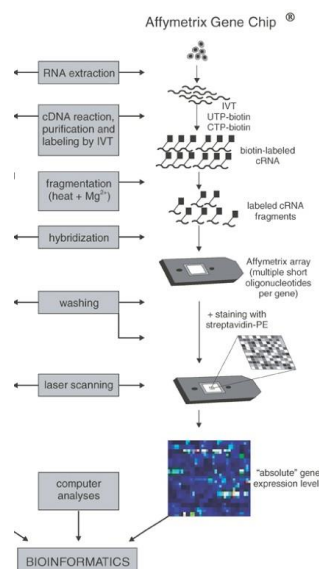 Affymetrix Gene Chip ®
RNA extraction
cDNA reaction,
purification and
labeling by IVT
IVT
UTP-biotin
CTP-biotin
biotin-labeled
cRNA
fragmentation
(heat + Mg²⁺)
labeled cRNA
fragments
hybridization
Affymetrix array
(multiple short
oligonucleotides
per gene)
washing
+ staining with
streptavidin-PE
laser scanning
"absolute" gene
expression level
computer
analyses
BIOINFORMATICS